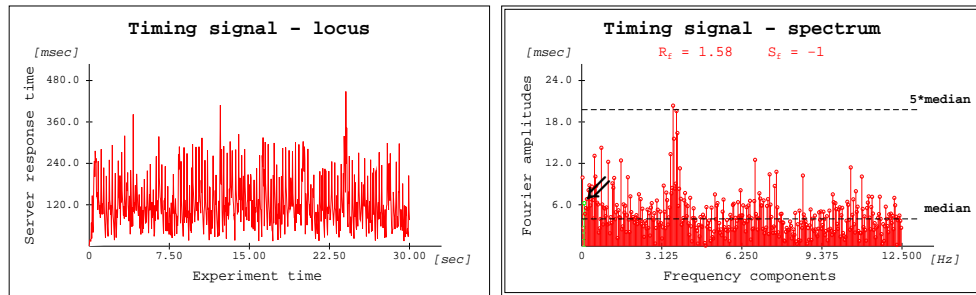 Timing signal – locus
[msec]
Server response time
480.0
360.0
240.0
120.0
0
7.50
15.00
22.50
30.00
[sec]
Experiment time
Timing signal – spectrum
[msec]
R_f = 1.58 S_f = –1
Fourier amplitudes
24.0
18.0
12.0
6.0
5*median
median
0
3.125
6.250
9.375
12.500
[Hz]
Frequency components